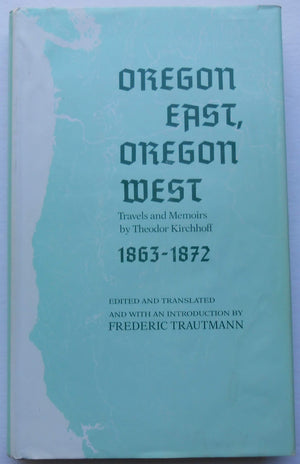 OREGON
EAST,
OREGON
WEST
Travels and Memoirs
by Theodor Kirchhoff
1863-1872
EDITED AND TRANSLATED
AND WITH AN INTRODUCTION BY
FREDERIC TRAUTMANN